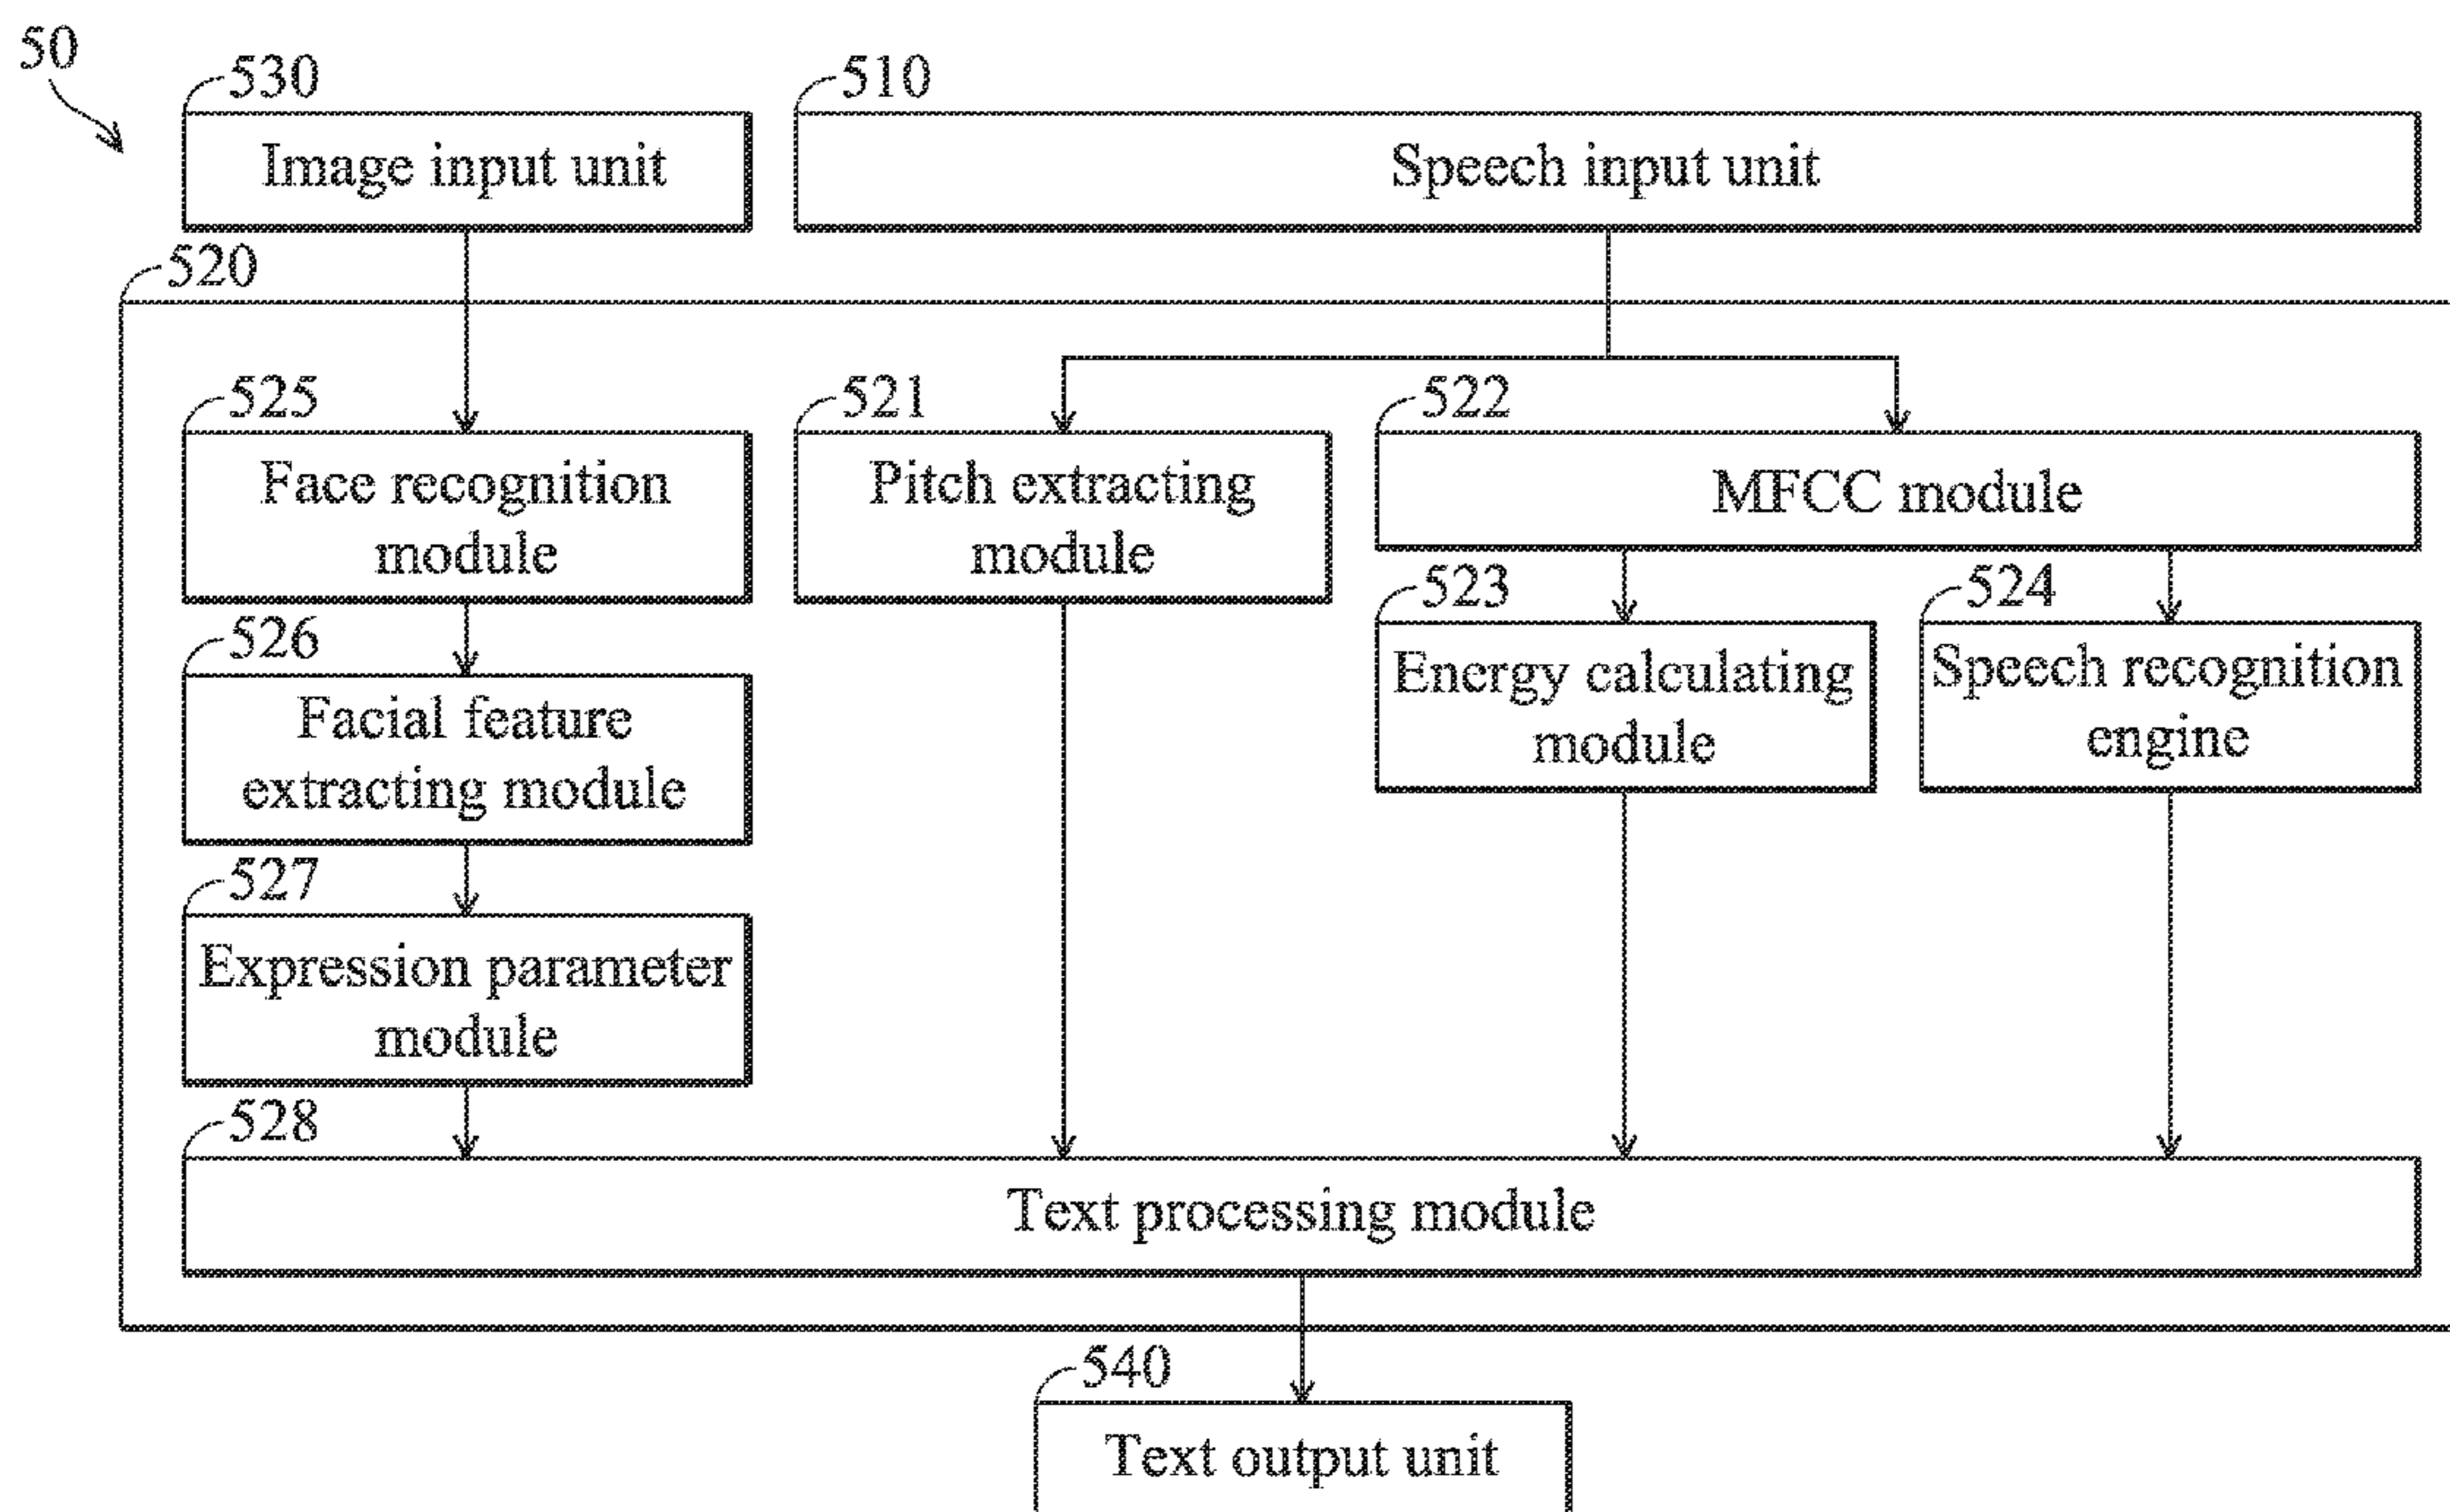 50
530
Image input unit
510
Speech input unit
520
525
Face recognition
module
521
Pitch extracting
module
522
MFCC module
523
Energy calculating
module
524
Speech recognition
engine
526
Facial feature
extracting module
527
Expression parameter
module
528
Text processing module
540
Text output unit